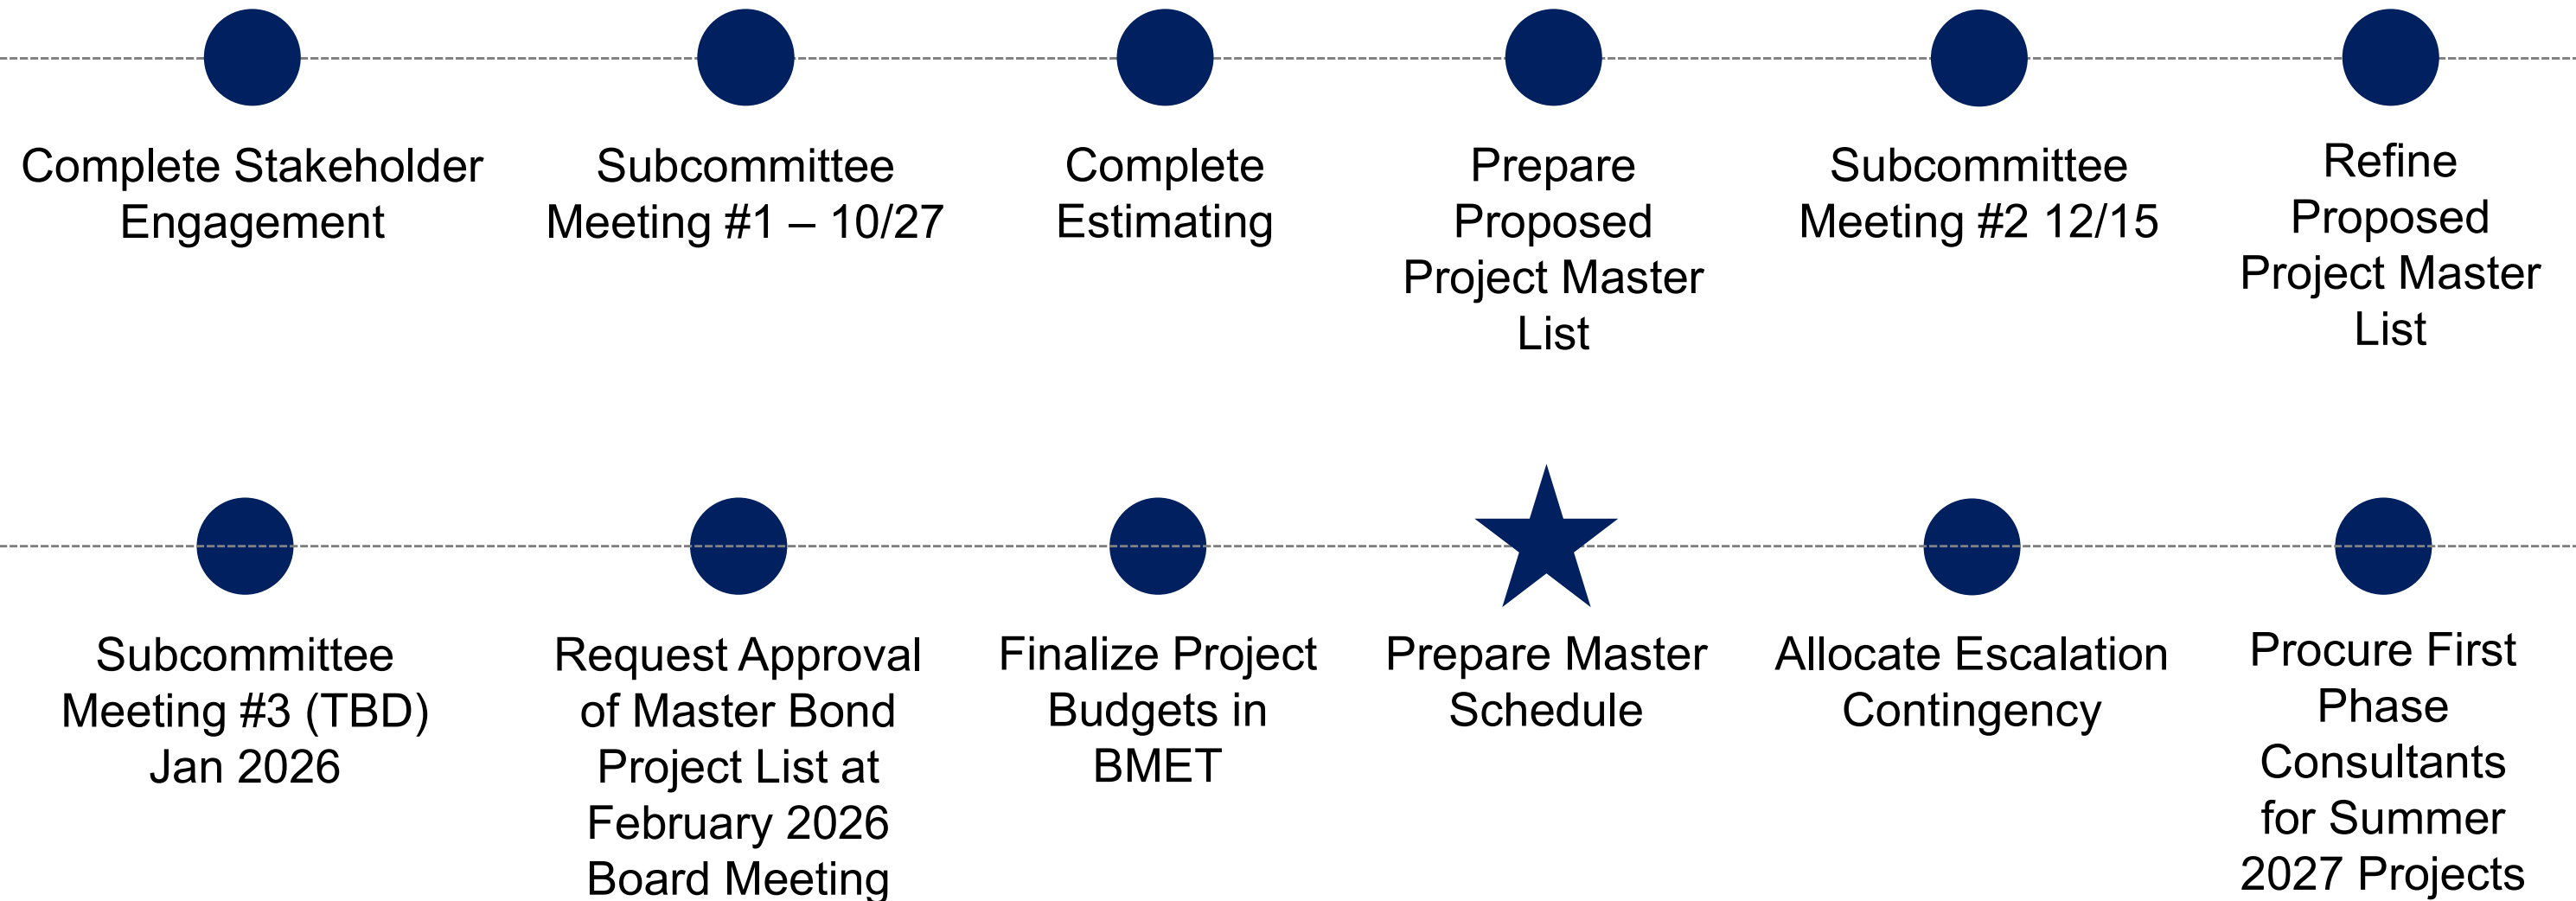 Complete Stakeholder
Engagement
Subcommittee
Meeting #1 – 10/27
Complete
Estimating
Prepare
Proposed
Project Master
List
Subcommittee
Meeting #2 12/15
Refine
Proposed
Project Master
List
Subcommittee
Meeting #3 (TBD)
Jan 2026
Request Approval
of Master Bond
Project List at
February 2026
Board Meeting
Finalize Project
Budgets in
BMET
Prepare Master
Schedule
Allocate Escalation
Contingency
Procure First
Phase
Consultants
for Summer
2027 Projects